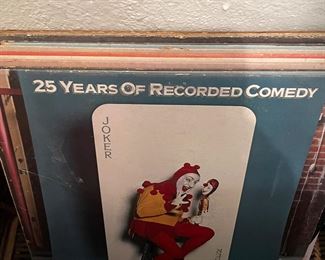 25 YEARS OF RECORDED COMEDY
JOKER